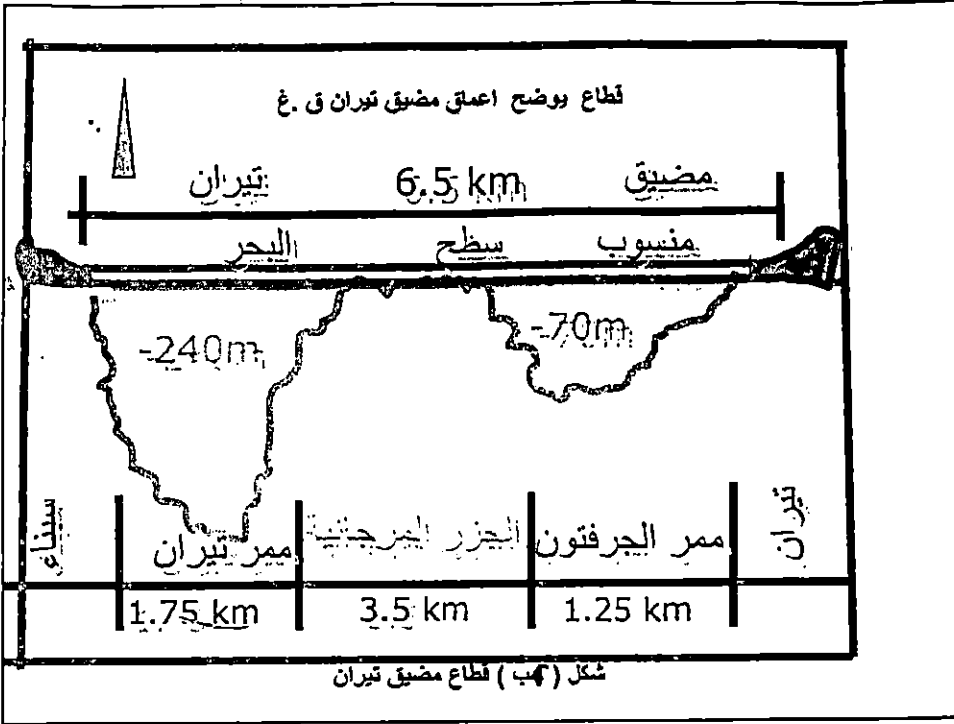 قطاع يوضح اعماق مضيق تيران ق.غ
مضيق 6.5 km تيران
منسوب سطح البحر
-70m
-240m
تيران
ممر الجرفتون
الجزر المرجانية
ممر تيران
سيناء
1.25 km
3.5 km
1.75 km
قطاع مضيق تيران